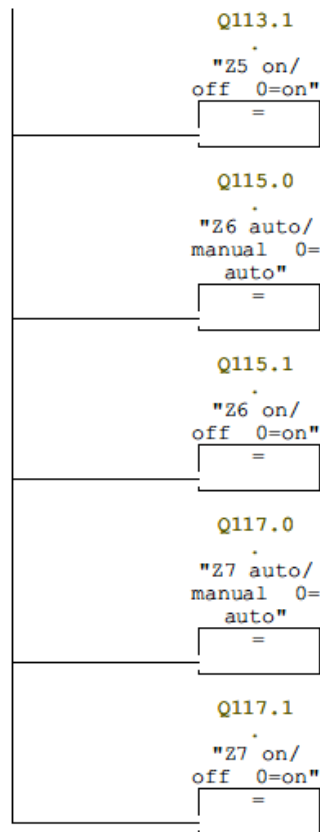 Q113.1
.
"Z5 on/
off  0=on"
=
Q115.0
.
"Z6 auto/
manual  0=
auto"
=
Q115.1
.
"Z6 on/
off  0=on"
=
Q117.0
.
"Z7 auto/
manual  0=
auto"
=
Q117.1
.
"Z7 on/
off  0=on"
=